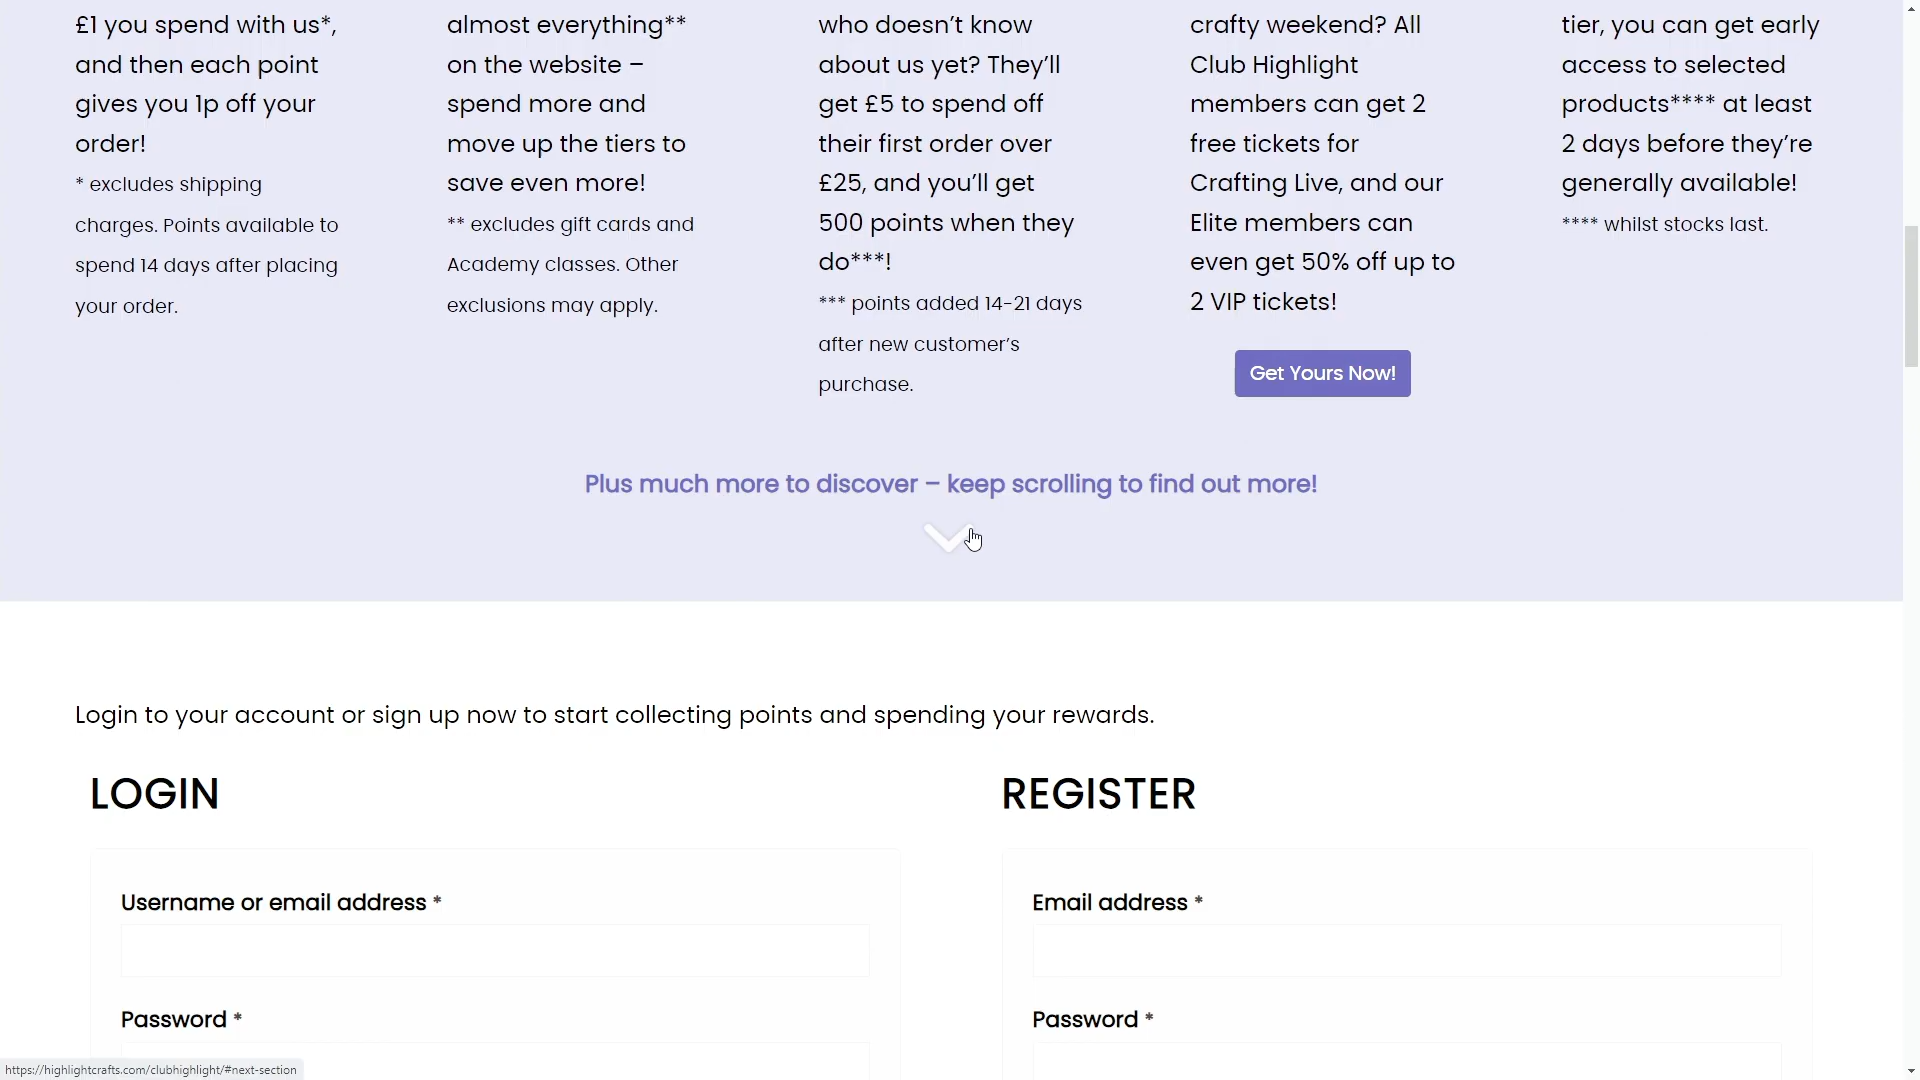 £1 you spend with us*,
and then each point
gives you 1p off your
order!
* excludes shipping
charges. Points available to
spend 14 days after placing
your order.
almost everything**
on the website –
spend more and
move up the tiers to
save even more!
** excludes gift cards and
Academy classes. Other
exclusions may apply.
who doesn’t know
about us yet? They’ll
get £5 to spend off
their first order over
£25, and you’ll get
500 points when they
do***!
*** points added 14-21 days
after new customer’s
purchase.
crafty weekend? All
Club Highlight
members can get 2
free tickets for
Crafting Live, and our
Elite members can
even get 50% off up to
2 VIP tickets!
Get Yours Now!
tier, you can get early
access to selected
products**** at least
2 days before they’re
generally available!
**** whilst stocks last.
Plus much more to discover – keep scrolling to find out more!
Login to your account or sign up now to start collecting points and spending your rewards.
LOGIN
Username or email address *
Password *
REGISTER
Email address *
Password *
https://highlightcrafts.com/clubhighlight/#next-section